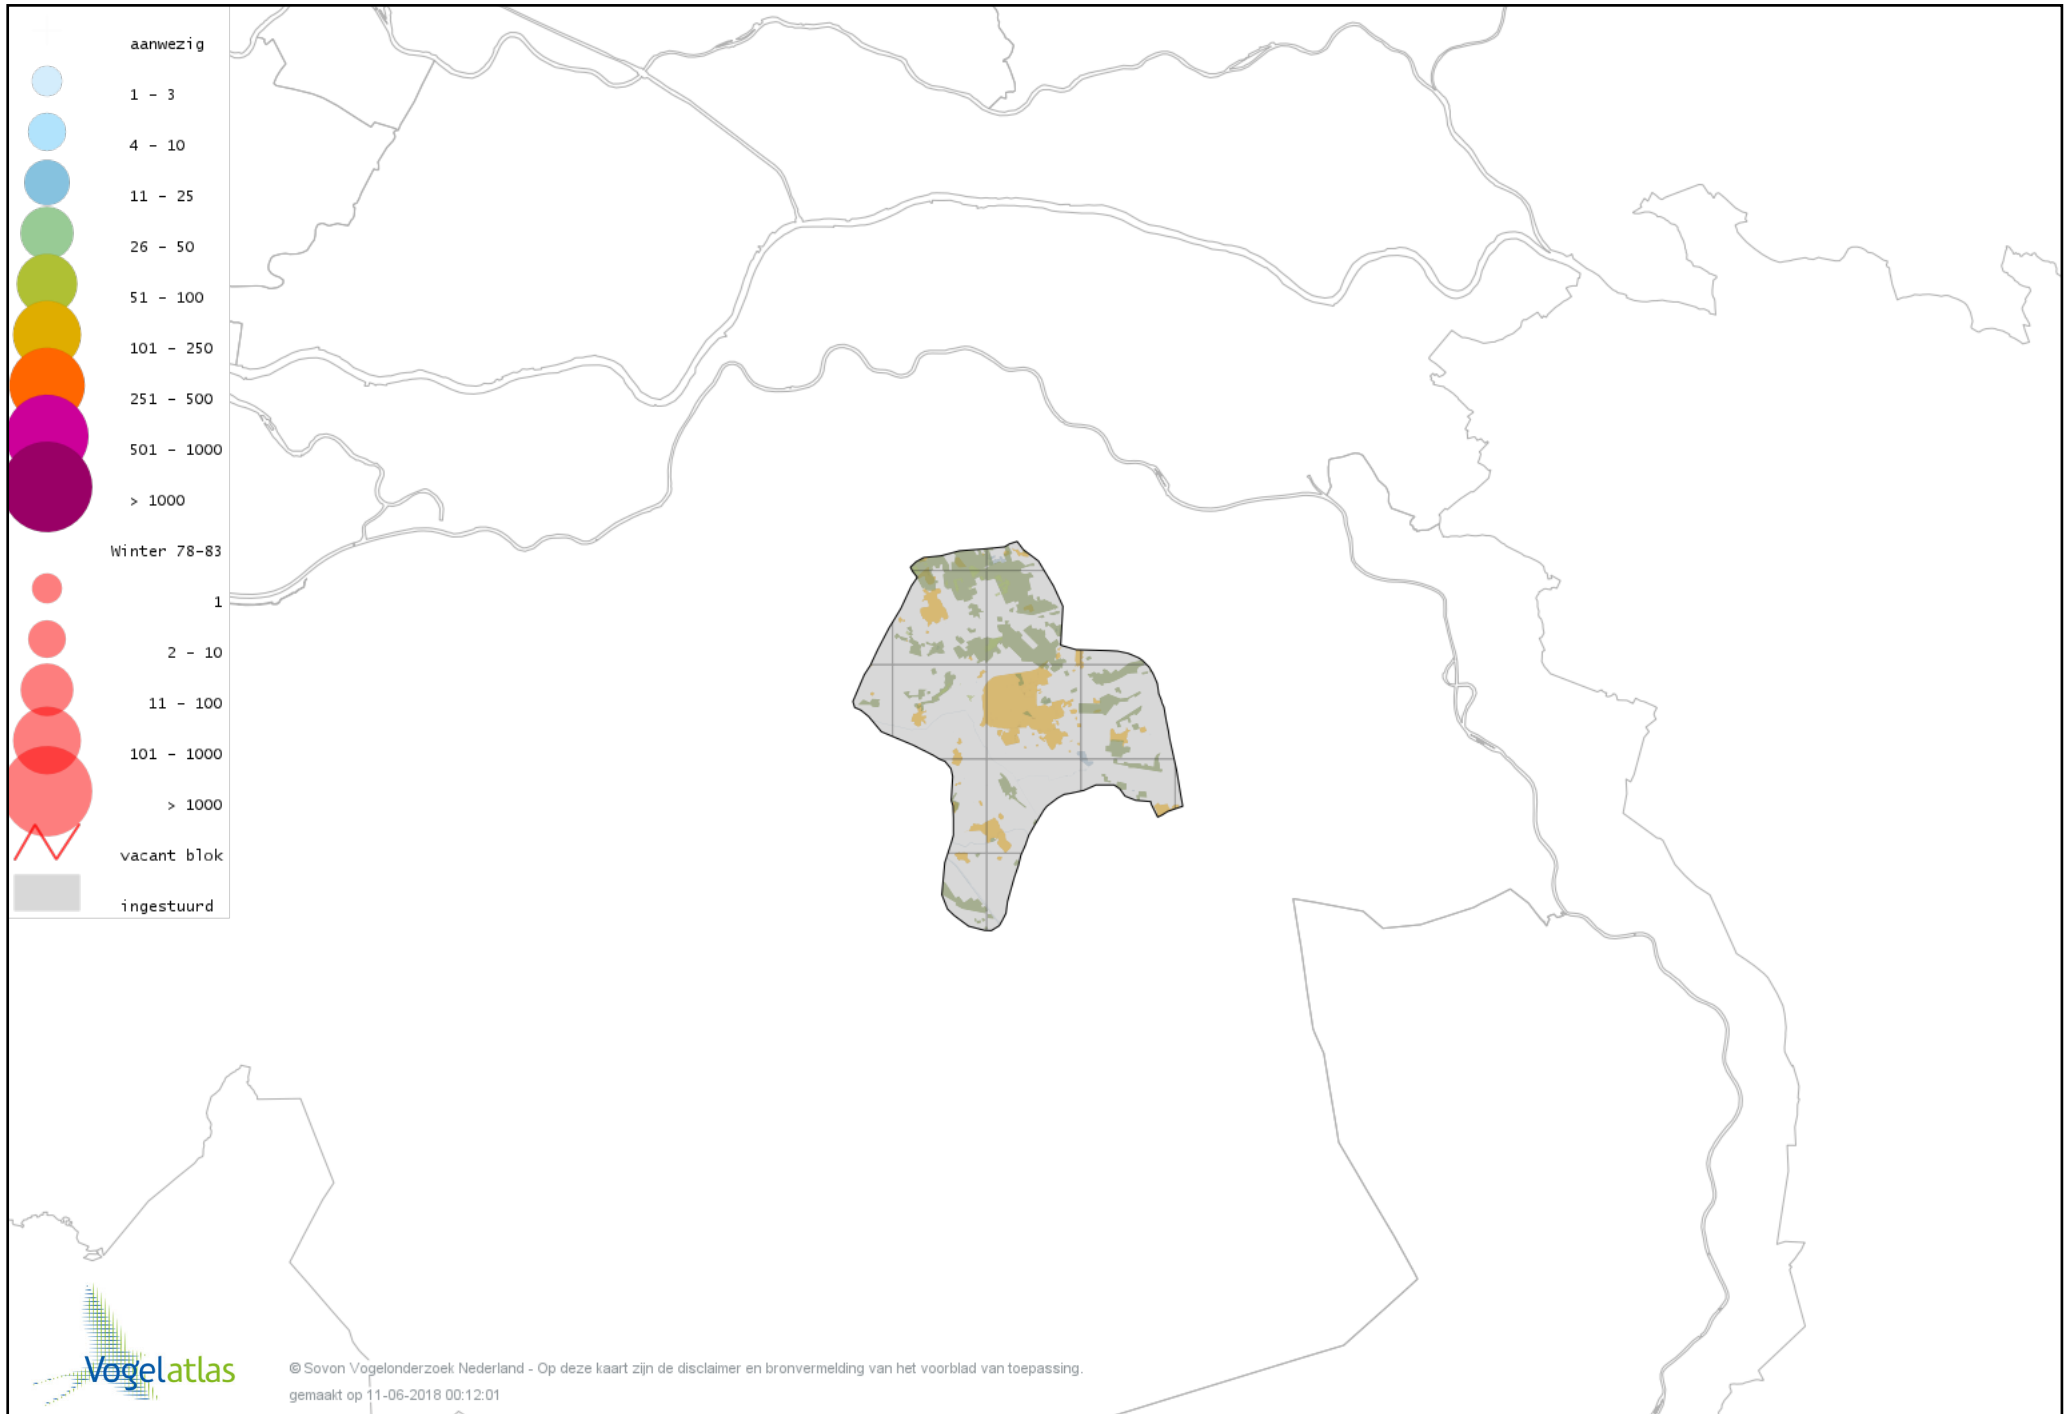 aanwezig
1 - 3
4 - 10
11 - 25
26 - 50
51 - 100
101 - 250
251 - 500
501 - 1000
> 1000
Winter 78-83
1
2 - 10
11 - 100
101 - 1000
> 1000
vacant blok
ingestuurd
Vogelatlas
© Sovon Vogelonderzoek Nederland - Op deze kaart zijn de disclaimer en bronvermelding van het voorblad van toepassing.
gemaakt op 11-06-2018 00:12:01